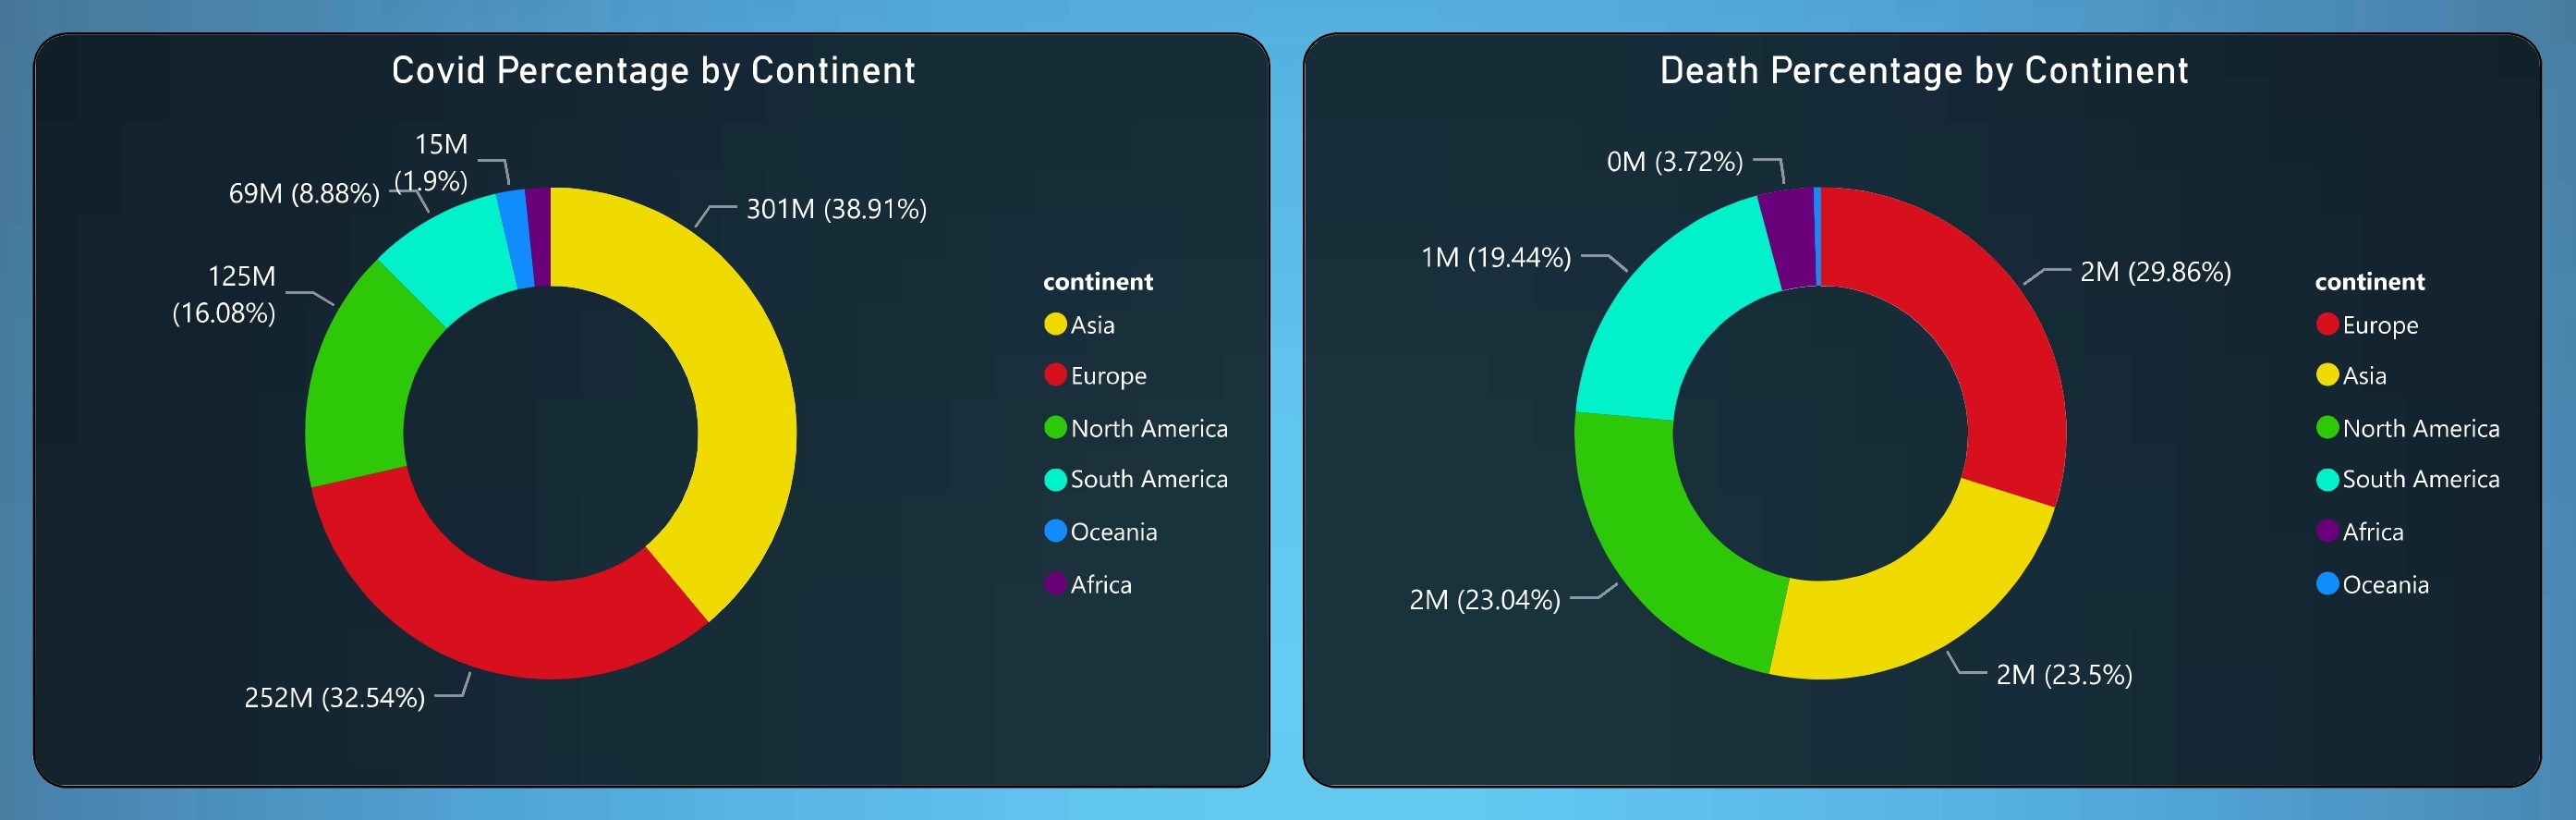 Covid Percentage by Continent
15M
(1.9%)
69M (8.88%)
301M (38.91%)
125M
(16.08%)
252M (32.54%)
continent
Asia
Europe
North America
South America
Oceania
Africa
Death Percentage by Continent
0M (3.72%)
1M (19.44%)
2M (29.86%)
2M (23.04%)
2M (23.5%)
continent
Europe
Asia
North America
South America
Africa
Oceania